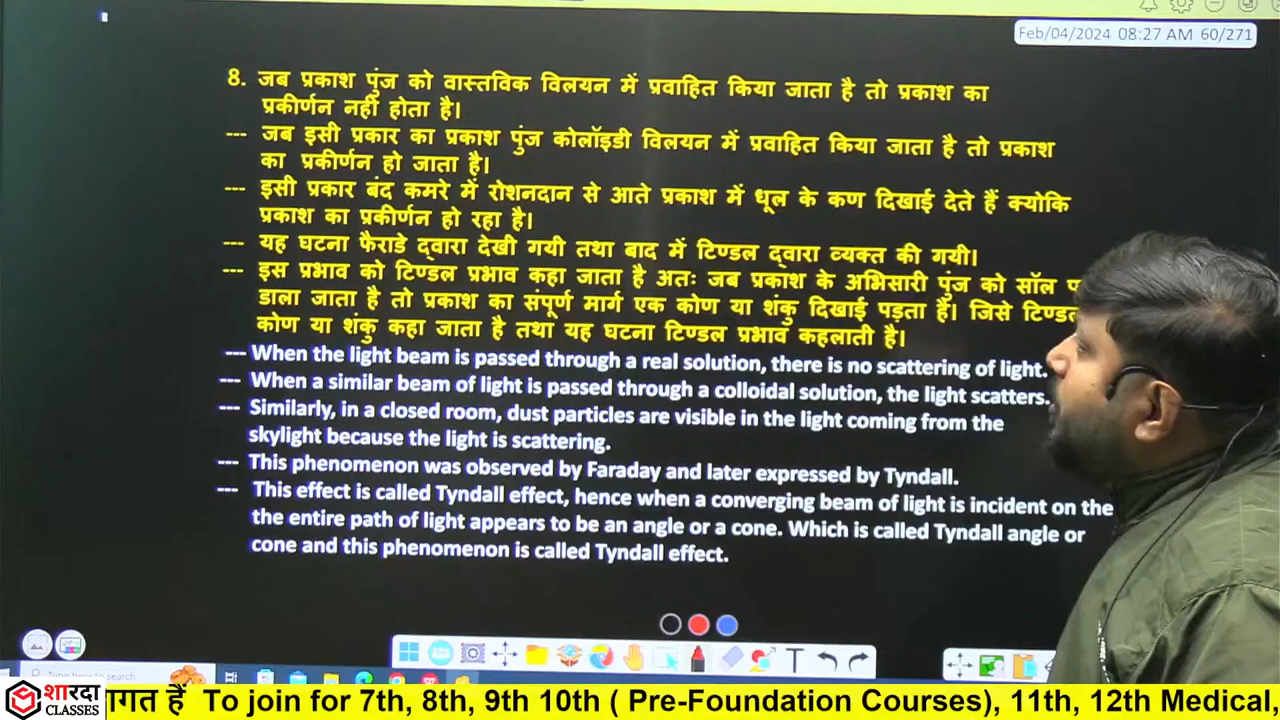 Feb/04/2024 08:27 AM 60/271
8. जब प्रकाश पुंज को वास्तविक विलयन में प्रवाहित किया जाता है तो प्रकाश का
प्रकीर्णन नहीं होता है।
--- जब इसी प्रकार का प्रकाश पुंज कोलॉइडी विलयन में प्रवाहित किया जाता है तो प्रकाश
का प्रकीर्णन हो जाता है।
--- इसी प्रकार बंद कमरे में रोशनदान से आते प्रकाश में धूल के कण दिखाई देते हैं क्योकि
प्रकाश का प्रकीर्णन हो रहा है।
--- यह घटना फैराडे द्वारा देखी गयी तथा बाद में टिण्डल द्वारा व्यक्त की गयी।
--- इस प्रभाव को टिण्डल प्रभाव कहा जाता है अतः जब प्रकाश के अभिसारी पुंज को सॉल
डाला जाता है तो प्रकाश का संपूर्ण मार्ग एक कोण या शंकु दिखाई पड़ता है। जिसे टिण्डल
कोण या शंकु कहा जाता है तथा यह घटना टिण्डल प्रभाव कहलाती है।
--- When the light beam is passed through a real solution, there is no scattering of light.
--- When a similar beam of light is passed through a colloidal solution, the light scatters.
--- Similarly, in a closed room, dust particles are visible in the light coming from the
skylight because the light is scattering.
--- This phenomenon was observed by Faraday and later expressed by Tyndall.
--- This effect is called Tyndall effect, hence when a converging beam of light is incident on the
the entire path of light appears to be an angle or a cone. Which is called Tyndall angle or
cone and this phenomenon is called Tyndall effect.
Type here to search
शारदा
CLASSES
ागत हैं To join for 7th, 8th, 9th 10th ( Pre-Foundation Courses), 11th, 12th Medical,